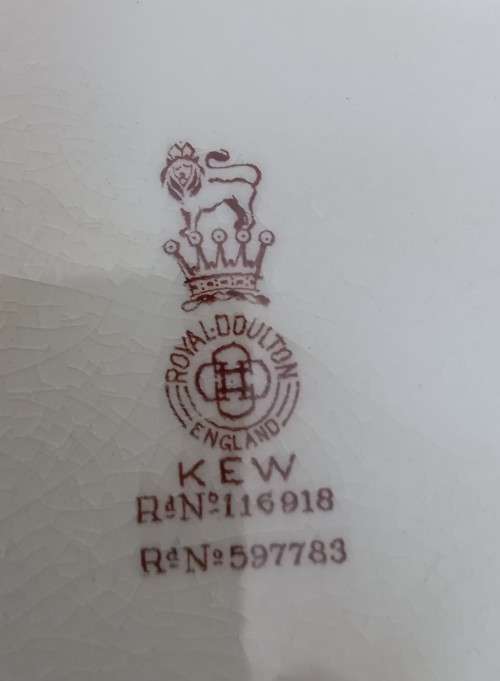 ROYAL·DOULTON
ENGLAND
KEW
Rd. No. 116918
Rd. No. 597783